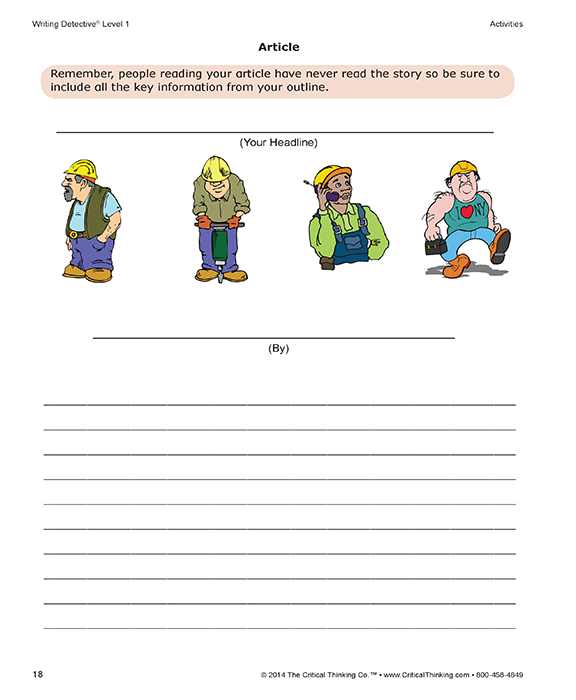 Writing Detective® Level 1 Activities
Article
Remember, people reading your article have never read the story so be sure to
include all the key information from your outline.
(Your Headline)
(By)
18 © 2014 The Critical Thinking Co.™ • www.CriticalThinking.com • 800-458-4849